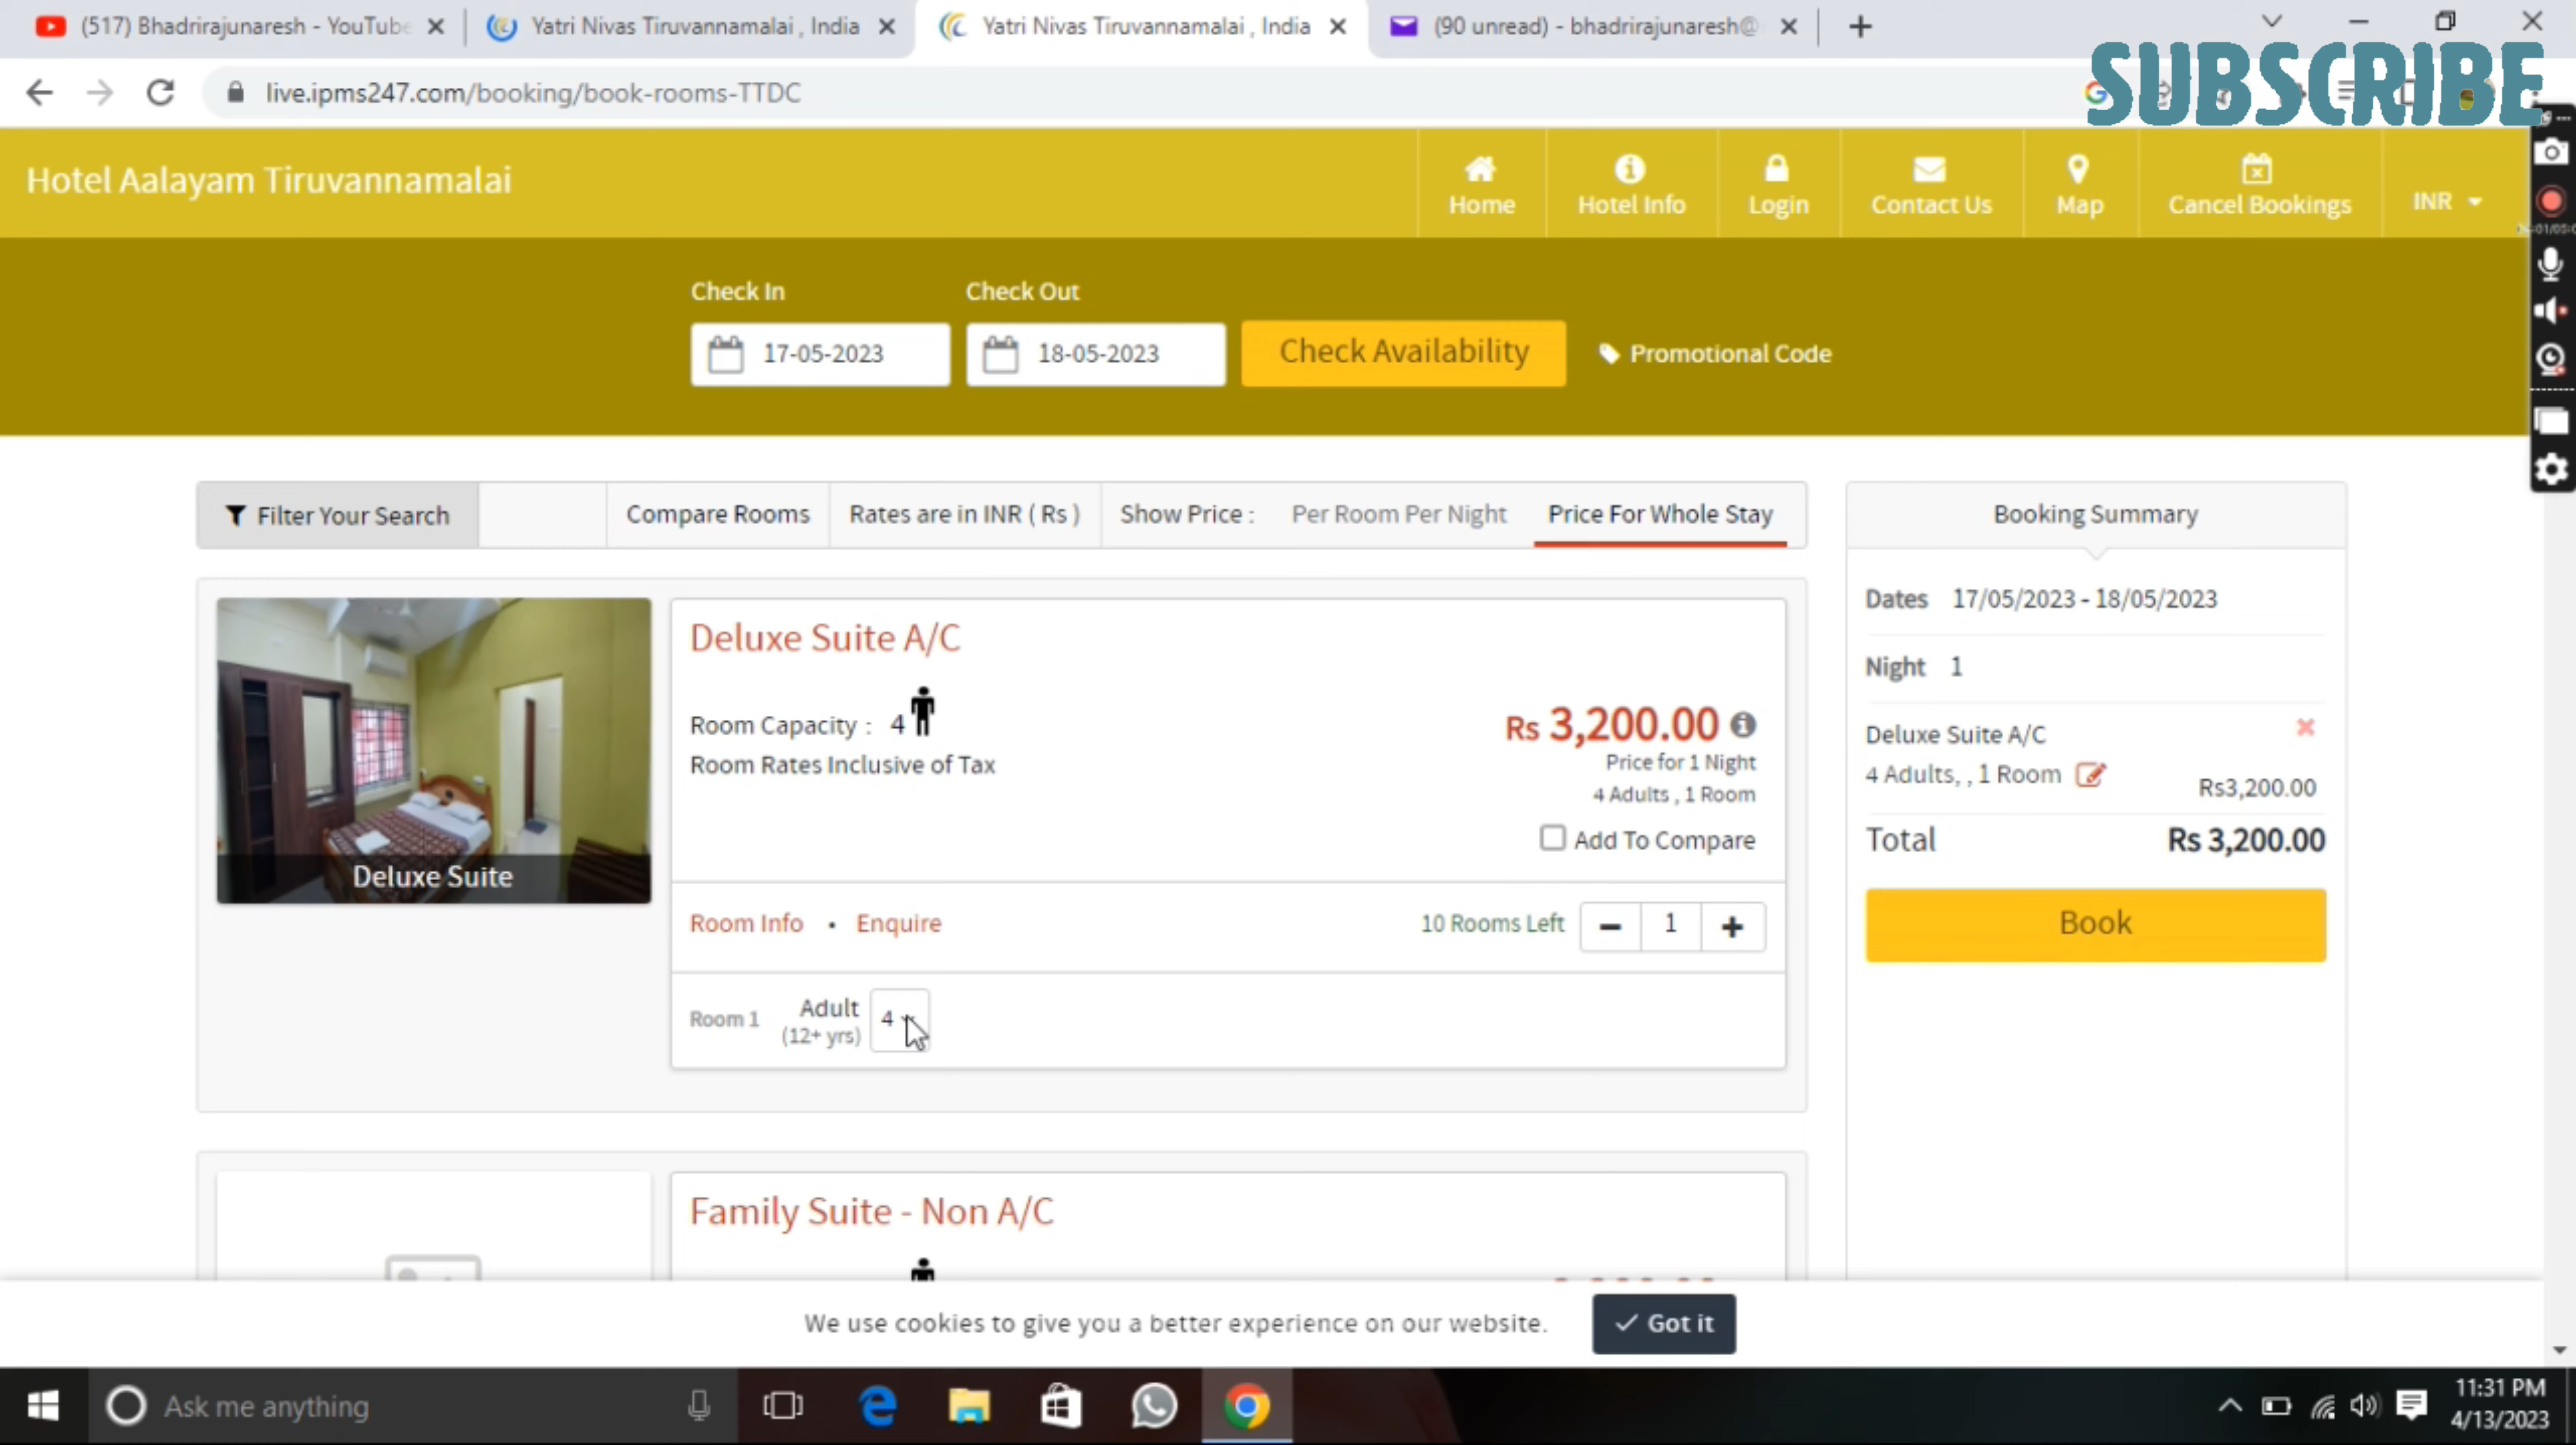 (517) Bhadrirajunaresh - YouTube
Yatri Nivas Tiruvannamalai , India
Yatri Nivas Tiruvannamalai , India
(90 unread) - bhadrirajunaresh@
SUBSCRIBE
live.ipms247.com/booking/book-rooms-TTDC
Hotel Aalayam Tiruvannamalai
Home
Hotel Info
Login
Contact Us
Map
Cancel Bookings
INR
Check In
Check Out
17-05-2023
18-05-2023
Check Availability
Promotional Code
Filter Your Search
Compare Rooms
Rates are in INR ( Rs )
Show Price :
Per Room Per Night
Price For Whole Stay
Deluxe Suite
Deluxe Suite A/C
Room Capacity : 4
Room Rates Inclusive of Tax
Rs 3,200.00
Price for 1 Night
4 Adults , 1 Room
Add To Compare
Room Info • Enquire
10 Rooms Left
1
Room 1
Adult
(12+ yrs)
4
Booking Summary
Dates 17/05/2023 - 18/05/2023
Night 1
Deluxe Suite A/C
4 Adults, , 1 Room
Rs3,200.00
Total Rs 3,200.00
Book
Family Suite - Non A/C
We use cookies to give you a better experience on our website.
Got it
Ask me anything
11:31 PM
4/13/2023